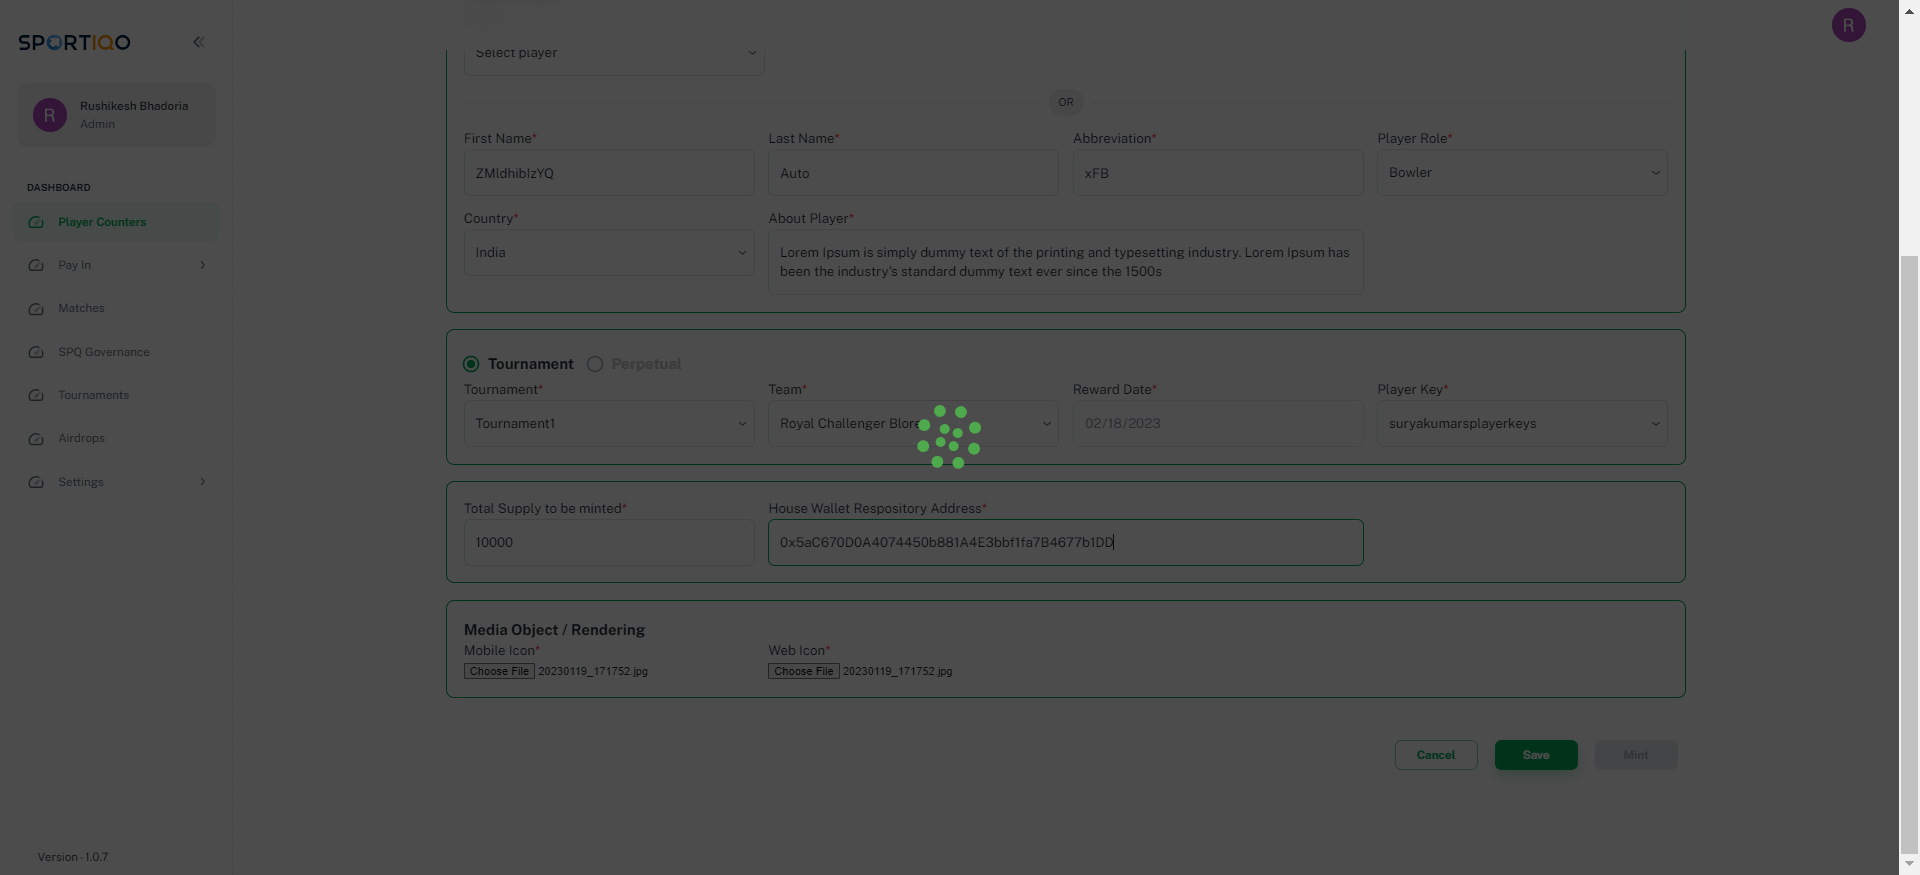 R
SPORTIQO
Select player
R
Rushikesh Bhadoria
Admin
OR
First Name*
Last Name*
Abbreviation*
Player Role*
ZMldhibIzYQ
Auto
xFB
Bowler
DASHBOARD
Country*
About Player*
Player Counters
India
Lorem Ipsum is simply dummy text of the printing and typesetting industry. Lorem Ipsum has
been the industry's standard dummy text ever since the 1500s
Pay In
Matches
SPQ Governance
Tournament
Perpetual
Tournaments
Tournament*
Team*
Reward Date*
Player Key*
Tournament1
Royal Challenger Blore
02/18/2023
suryakumarsplayerkeys
Airdrops
Settings
Total Supply to be minted*
House Wallet Respository Address*
10000
0x5aC670D0A4074450b881A4E3bbf1fa7B4677b1DD
Media Object / Rendering
Mobile Icon*
Web Icon*
Choose File 20230119_171752.jpg
Choose File 20230119_171752.jpg
Cancel
Save
Mint
Version - 1.0.7